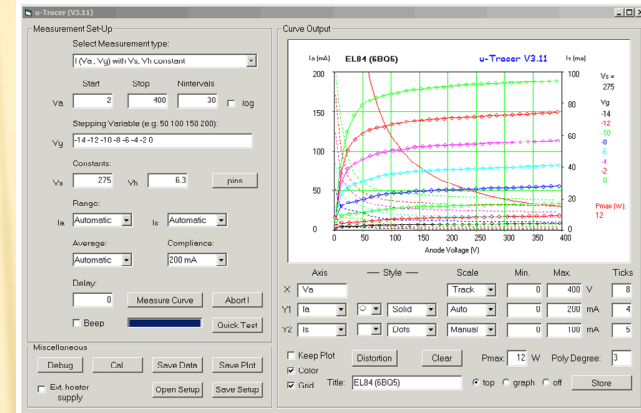 u-Tracer (V3.11)
Measurement Set-Up
Select Measurement type:
I (Va, Vg) with Vs, Vh constant
Start Stop Nintervals
Va 2 400 30 log
Stepping Variable (e.g: 50 100 150 200):
Vg -14 -12 -10 -8 -6 -4 -2 0
Constants:
Vs 275 Vh 6.3 pins
Range:
Ia Automatic Is Automatic
Average: Compliance:
Automatic 200 mA
Delay:
0 Measure Curve Abort!
Beep Quick Test
Miscellaneous
Debug Cal. Save Data Save Plot
Ext. heater supply Open Setup Save Setup
Curve Output
Ia (mA) EL84 (6BQ5) u-Tracer V3.11 Is (ma)
200 100
150 80
60
100
40
50
20
0 0
0 50 100 150 200 250 300 350 400
Anode Voltage (V)
Vs =
275
Vg
-14
-12
-10
-8
-6
-4
-2
0
Pmax (W):
12
Axis Style Scale Min. Max. Ticks
X Va Track 0 400 V 8
Y1 Ia Solid Auto 0 200 mA 4
Y2 Is Dots Manual 0 100 mA 5
Keep Plot Distortion Clear Pmax: 12 W Poly Degree: 3
Color
Grid Title: EL84 (6BQ5) top graph off Store